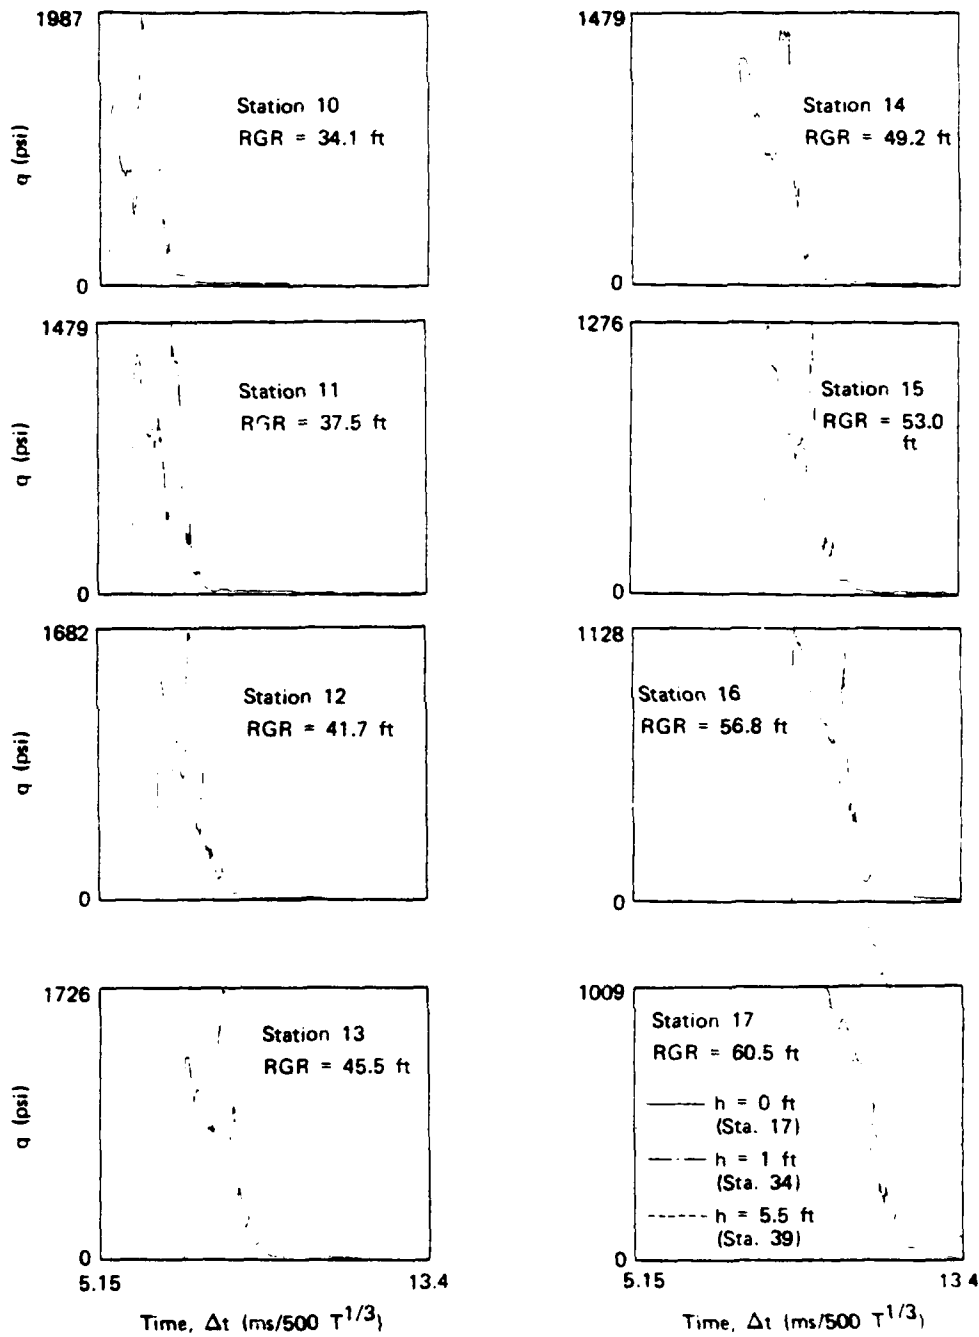 1987
q (psi)
Station 10
RGR = 34.1 ft
0
1479
Station 14
RGR = 49.2 ft
0
1479
q (psi)
Station 11
RGR = 37.5 ft
0
1276
Station 15
RGR = 53.0
ft
0
1682
q (psi)
Station 12
RGR = 41.7 ft
0
1128
Station 16
RGR = 56.8 ft
0
1726
q (psi)
Station 13
RGR = 45.5 ft
0
5.15
13.4
Time, Δt (ms/500 T^1/3)
1009
Station 17
RGR = 60.5 ft
h = 0 ft
(Sta. 17)
h = 1 ft
(Sta. 34)
h = 5.5 ft
(Sta. 39)
0
5.15
13.4
Time, Δt (ms/500 T^1/3)